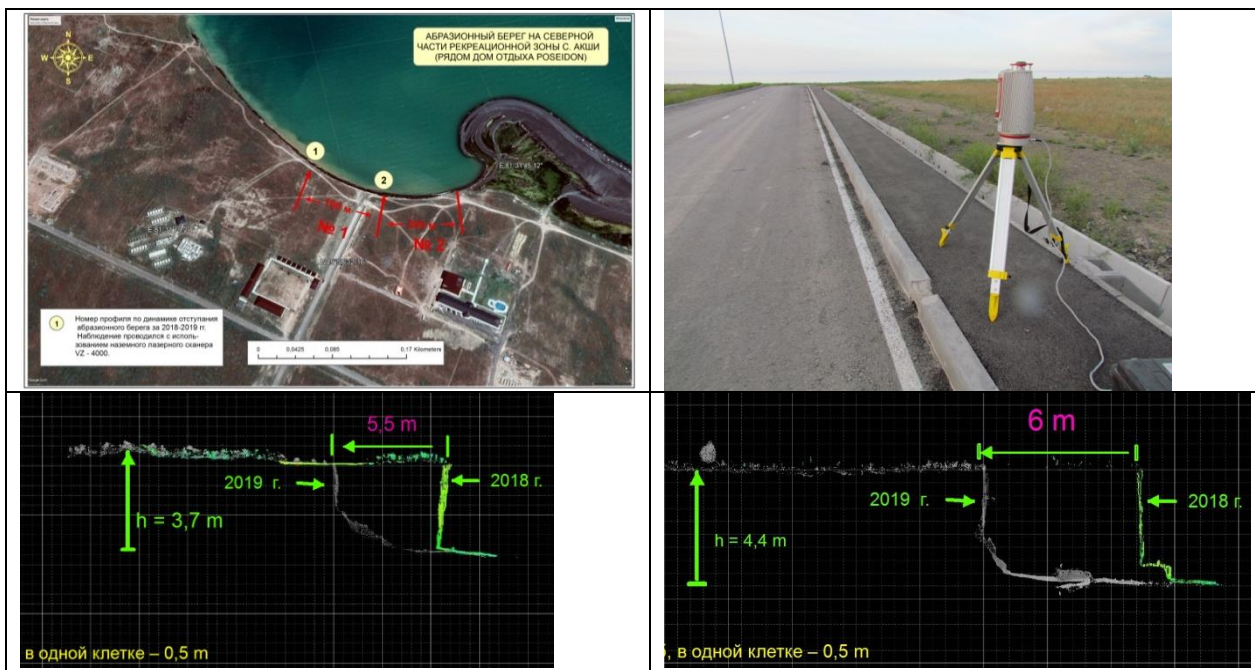 АБРАЗИОННЫЙ БЕРЕГ НА СЕВЕРНОЙ
ЧАСТИ РЕКРЕАЦИОННОЙ ЗОНЫ С. АКШИ
(РЯДОМ ДОМ ОТДЫХА POSEIDON)
N
W
E
S
1
2
№ 1
№ 2
1
Номер профиля по динамике отступания
абразионного берега за 2018-2019 гг.
Наблюдение проводился с исполь-
зованием наземного лазерного сканера
VZ - 4000.
0 0,0425 0,085 0,17 Kilometers
5,5 m
2019 г.
2018 г.
h = 3,7 m
в одной клетке – 0,5 m
6 m
2019 г.
2018 г.
h = 4,4 m
, в одной клетке – 0,5 m